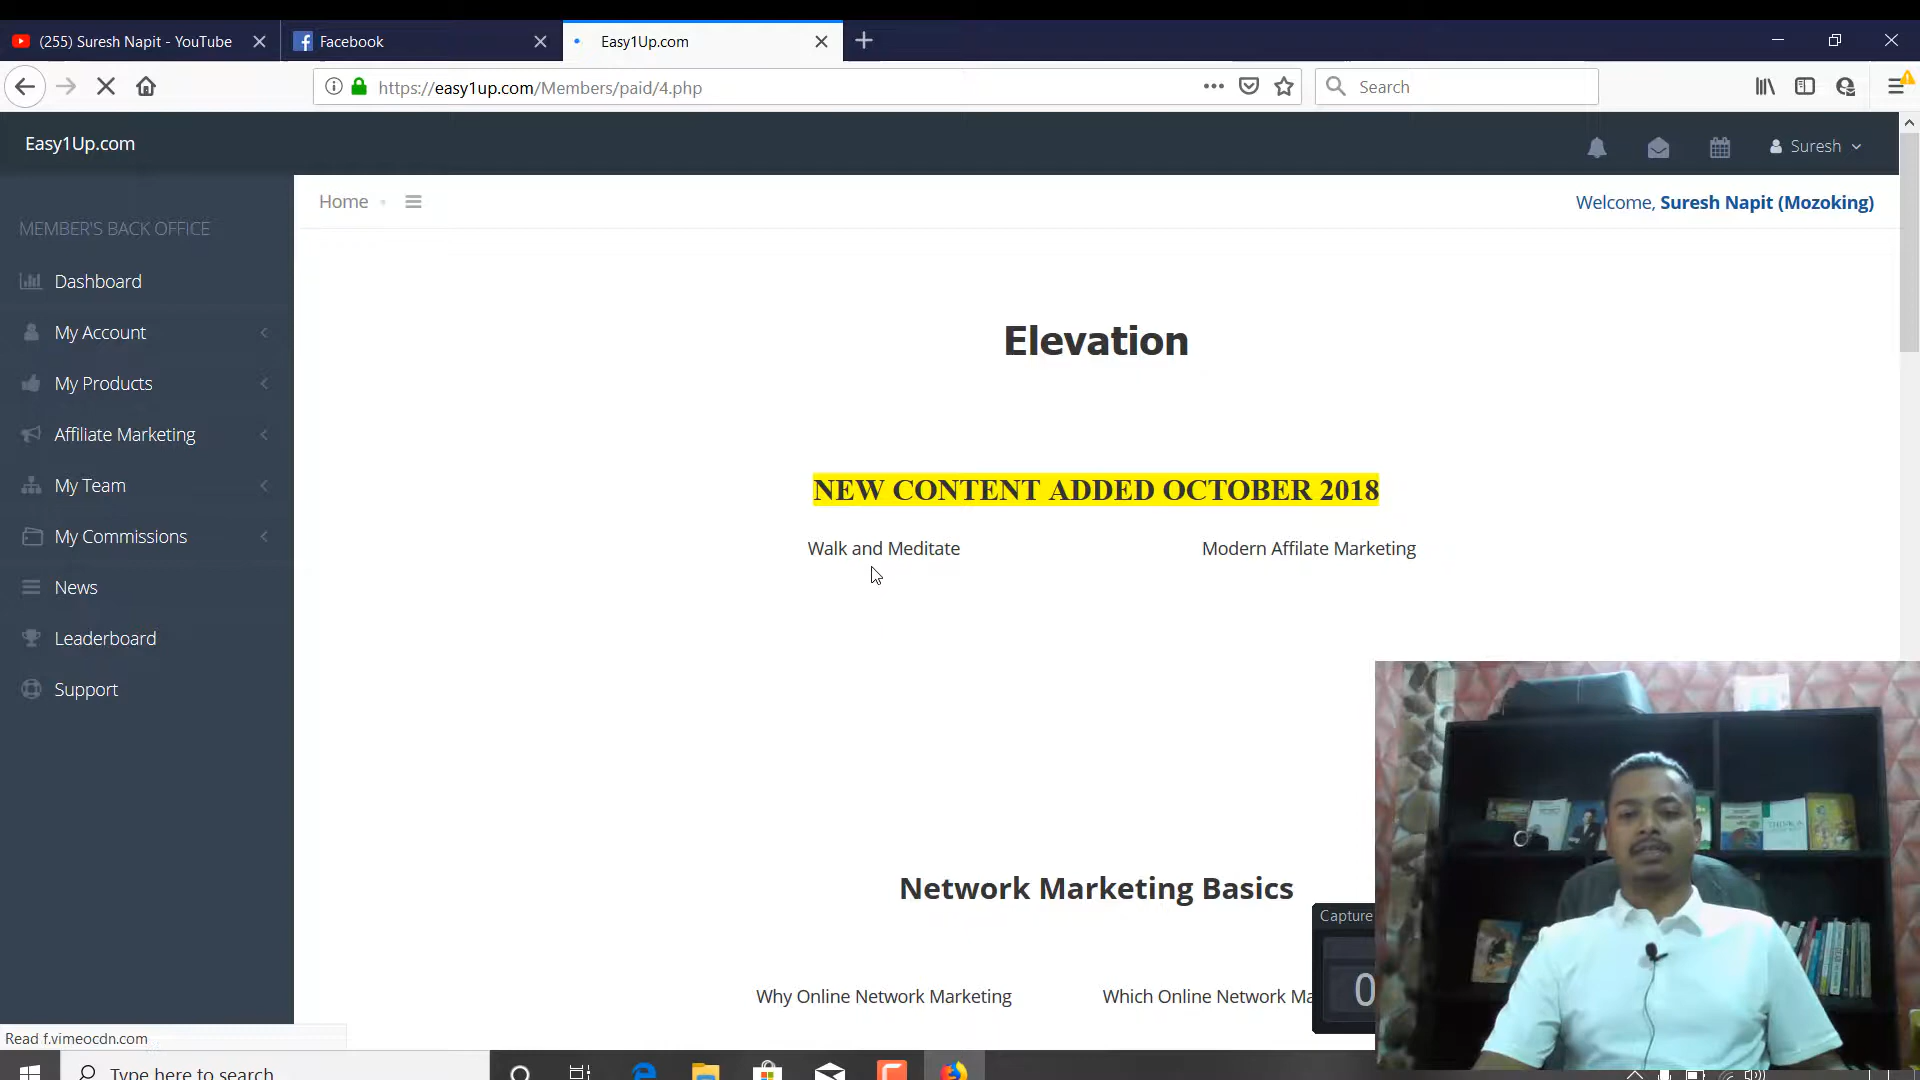 (255) Suresh Napit - YouTube
Facebook
Easy1Up.com
https://easy1up.com/Members/paid/4.php
Search
Easy1Up.com
Suresh
MEMBER'S BACK OFFICE
Dashboard
My Account
My Products
Affiliate Marketing
My Team
My Commissions
News
Leaderboard
Support
Home
Welcome, Suresh Napit (Mozoking)
Elevation
NEW CONTENT ADDED OCTOBER 2018
Walk and Meditate
Modern Affilate Marketing
Network Marketing Basics
Why Online Network Marketing
Which Online Network Ma
Capture
0
Read f.vimeocdn.com
Type here to search